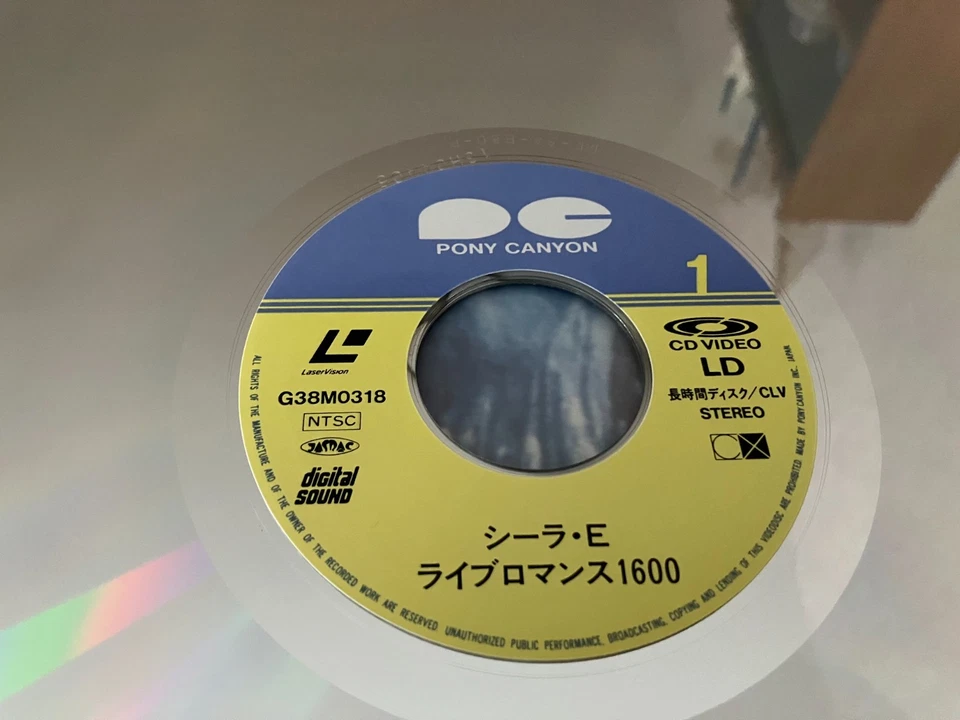 PC
PONY CANYON
1
LaserVision
G38M0318
NTSC
JASRAC
digital
SOUND
CD VIDEO
LD
長時間ディスク/CLV
STEREO
シーラ・E
ライブロマンス1600
ALL RIGHTS OF THE MANUFACTURE AND OF THE OWNER OF THE RECORDED WORK ARE RESERVED UNAUTHORIZED PUBLIC PERFORMANCE, BROADCASTING, COPYING AND LENDING OF THIS VIDEODISC ARE PROHIBITED MADE BY PONY CANYON INC. JAPAN.